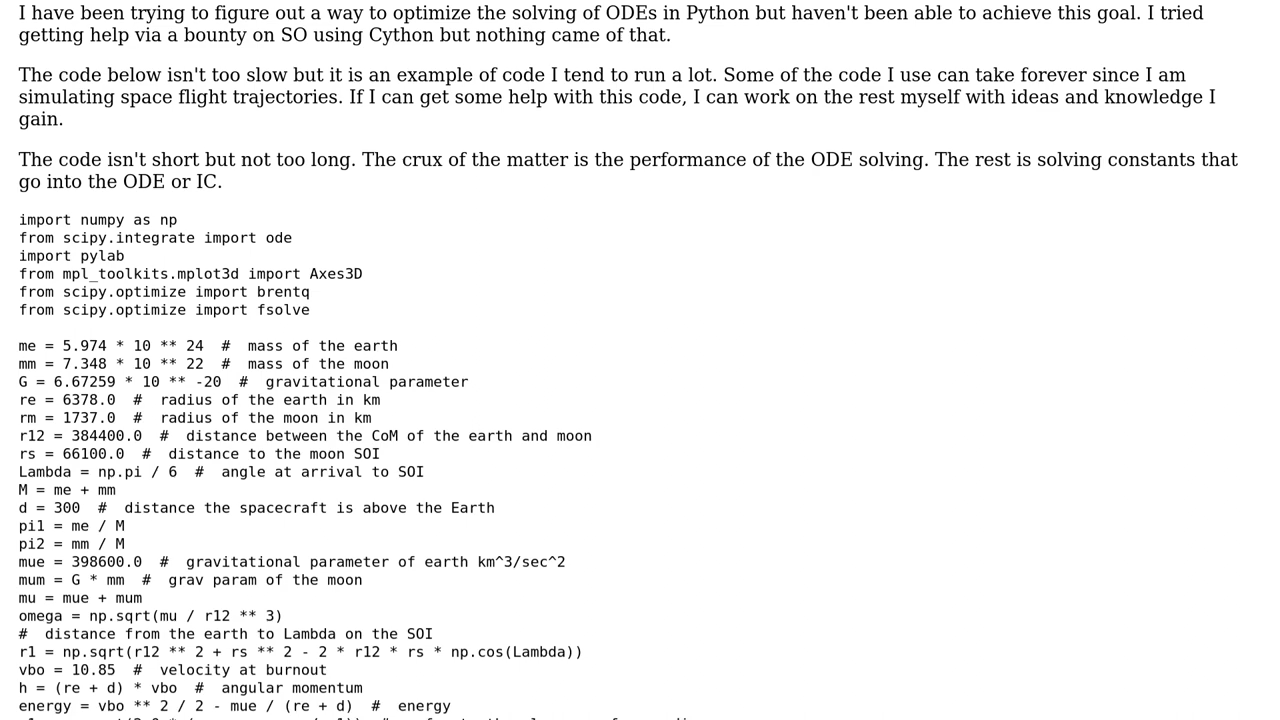 I have been trying to figure out a way to optimize the solving of ODEs in Python but haven't been able to achieve this goal. I tried
getting help via a bounty on SO using Cython but nothing came of that.
The code below isn't too slow but it is an example of code I tend to run a lot. Some of the code I use can take forever since I am
simulating space flight trajectories. If I can get some help with this code, I can work on the rest myself with ideas and knowledge I
gain.
The code isn't short but not too long. The crux of the matter is the performance of the ODE solving. The rest is solving constants that
go into the ODE or IC.
import numpy as np
from scipy.integrate import ode
import pylab
from mpl_toolkits.mplot3d import Axes3D
from scipy.optimize import brentq
from scipy.optimize import fsolve
me = 5.974 * 10 ** 24  #  mass of the earth
mm = 7.348 * 10 ** 22  #  mass of the moon
G = 6.67259 * 10 ** -20  #  gravitational parameter
re = 6378.0  #  radius of the earth in km
rm = 1737.0  #  radius of the moon in km
r12 = 384400.0  #  distance between the CoM of the earth and moon
rs = 66100.0  #  distance to the moon SOI
Lambda = np.pi / 6  #  angle at arrival to SOI
M = me + mm
d = 300  #  distance the spacecraft is above the Earth
pi1 = me / M
pi2 = mm / M
mue = 398600.0  #  gravitational parameter of earth km^3/sec^2
mum = G * mm  #  grav param of the moon
mu = mue + mum
omega = np.sqrt(mu / r12 ** 3)
#  distance from the earth to Lambda on the SOI
r1 = np.sqrt(r12 ** 2 + rs ** 2 - 2 * r12 * rs * np.cos(Lambda))
vbo = 10.85  #  velocity at burnout
h = (re + d) * vbo  #  angular momentum
energy = vbo ** 2 / 2 - mue / (re + d)  #  energy